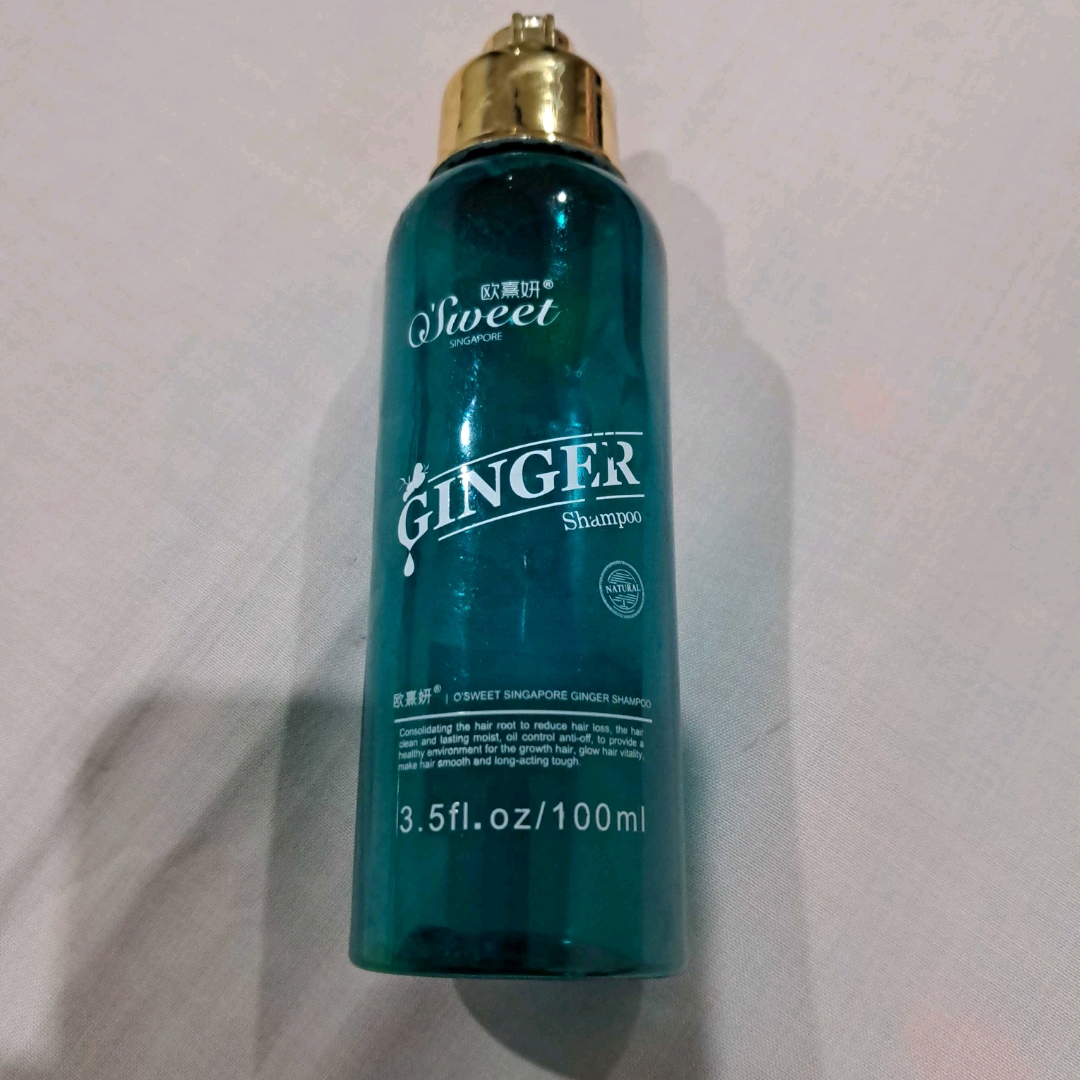 欧熹妍®
O'Sweet
SINGAPORE
GINGER
Shampoo
NATURAL
欧熹妍® | O'SWEET SINGAPORE GINGER SHAMPOO
Consolidating the hair root to reduce hair loss, the hair
clean and lasting moist, oil control anti-off, to provide a
healthy environment for the growth hair, glow hair vitality,
make hair smooth and long-acting tough.
3.5fl.oz/100ml